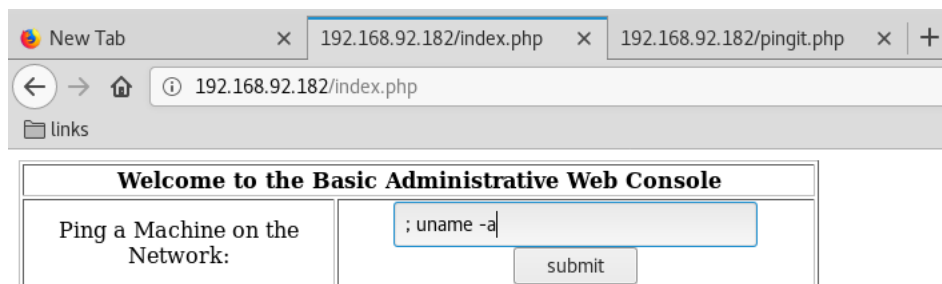 New Tab
192.168.92.182/index.php
192.168.92.182/pingit.php
192.168.92.182/index.php
links
Welcome to the Basic Administrative Web Console
Ping a Machine on the
Network:
; uname -a
submit